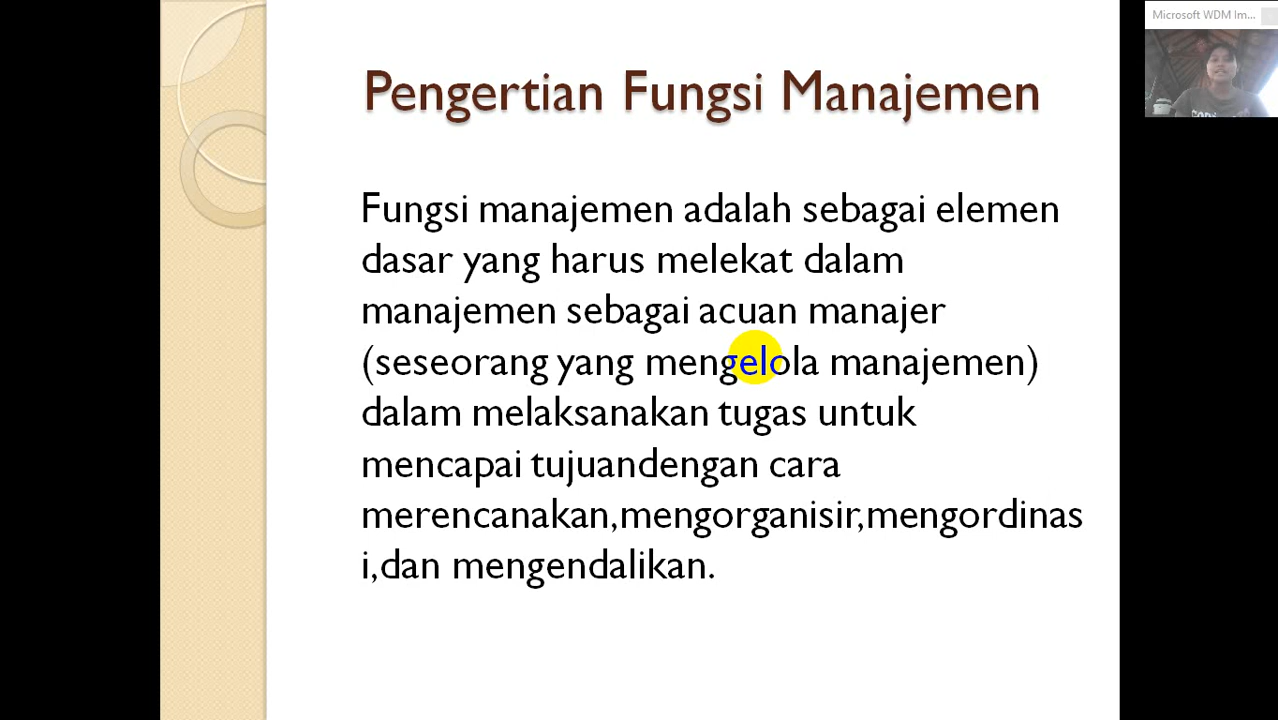 Microsoft WDM Im...
Pengertian Fungsi Manajemen
Fungsi manajemen adalah sebagai elemen
dasar yang harus melekat dalam
manajemen sebagai acuan manajer
(seseorang yang mengelola manajemen)
dalam melaksanakan tugas untuk
mencapai tujuandengan cara
merencanakan,mengorganisir,mengordinas
i,dan mengendalikan.